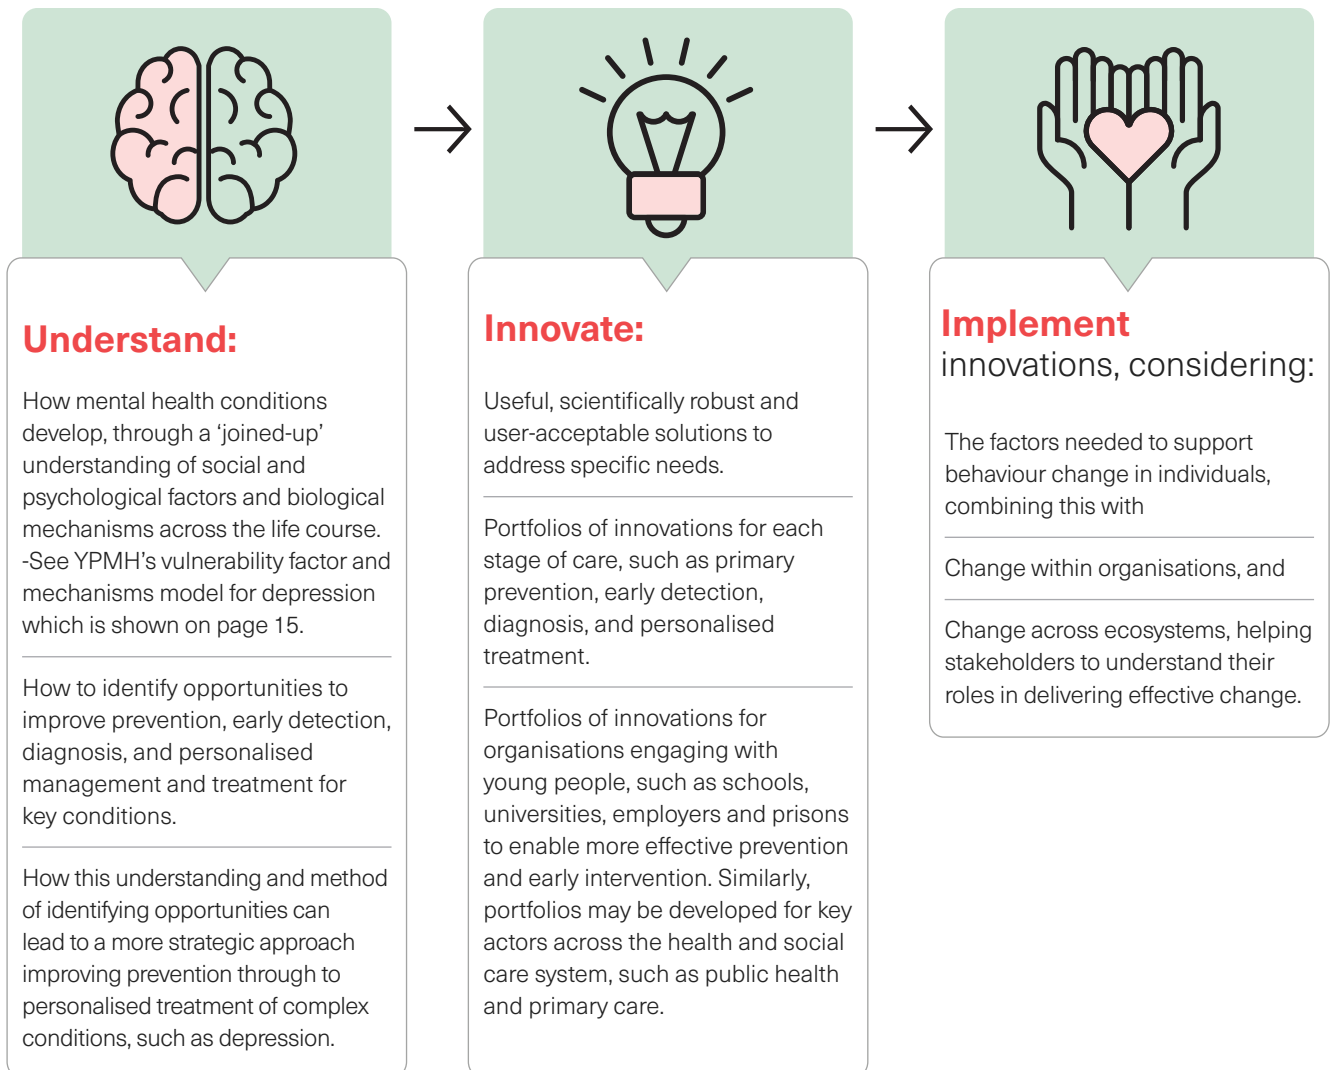 Understand:
How mental health conditions
develop, through a ‘joined-up’
understanding of social and
psychological factors and biological
mechanisms across the life course.
-See YPMH’s vulnerability factor and
mechanisms model for depression
which is shown on page 15.
How to identify opportunities to
improve prevention, early detection,
diagnosis, and personalised
management and treatment for
key conditions.
How this understanding and method
of identifying opportunities can
lead to a more strategic approach
improving prevention through to
personalised treatment of complex
conditions, such as depression.
Innovate:
Useful, scientifically robust and
user-acceptable solutions to
address specific needs.
Portfolios of innovations for each
stage of care, such as primary
prevention, early detection,
diagnosis, and personalised
treatment.
Portfolios of innovations for
organisations engaging with
young people, such as schools,
universities, employers and prisons
to enable more effective prevention
and early intervention. Similarly,
portfolios may be developed for key
actors across the health and social
care system, such as public health
and primary care.
Implement
innovations, considering:
The factors needed to support
behaviour change in individuals,
combining this with
Change within organisations, and
Change across ecosystems, helping
stakeholders to understand their
roles in delivering effective change.